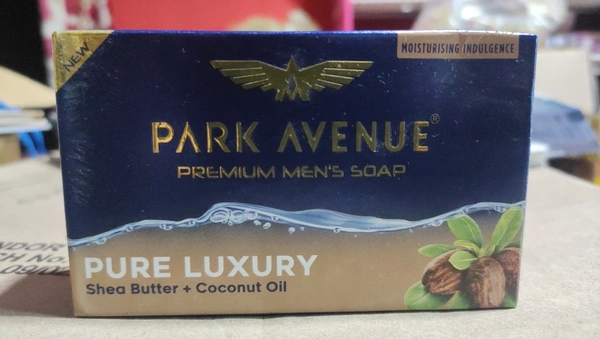 NEW
MOISTURISING INDULGENCE
PARK AVENUE®
PREMIUM MEN'S SOAP
PURE LUXURY
Shea Butter + Coconut Oil